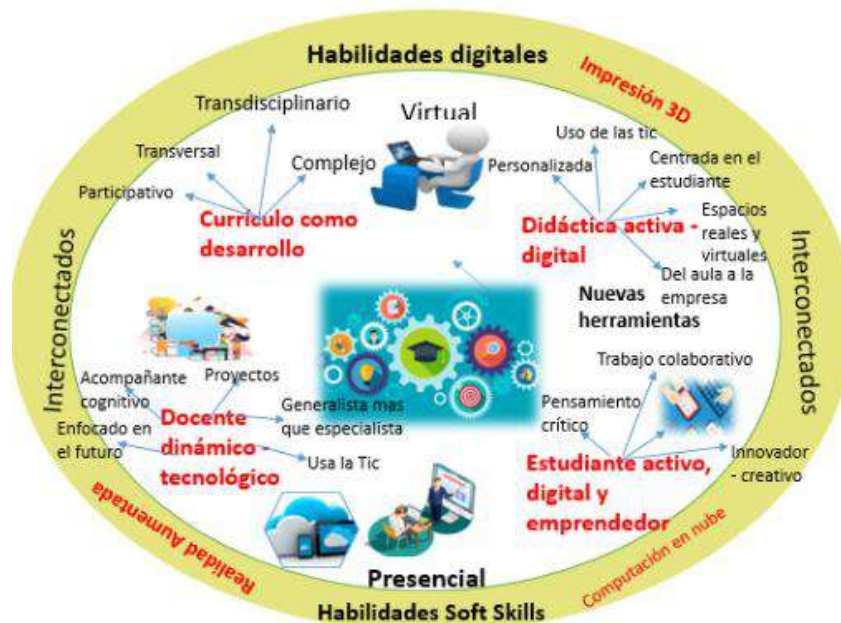 Habilidades digitales
Impresión 3D
Interconectados
Interconectados
Transdisciplinario
Transversal
Complejo
Participativo
Currículo como
desarrollo
Virtual
Uso de las tic
Personalizada
Centrada en el
estudiante
Didáctica activa -
digital
Espacios
reales y
virtuales
Del aula a la
empresa
Nuevas
herramientas
Acompañante
cognitivo
Proyectos
Enfocado en
el futuro
Docente
dinámico -
tecnológico
Generalista mas
que especialista
Usa la Tic
Trabajo colaborativo
Pensamiento
crítico
Innovador
- creativo
Estudiante activo,
digital y
emprendedor
Presencial
Realidad Aumentada
Computación en nube
Habilidades Soft Skills